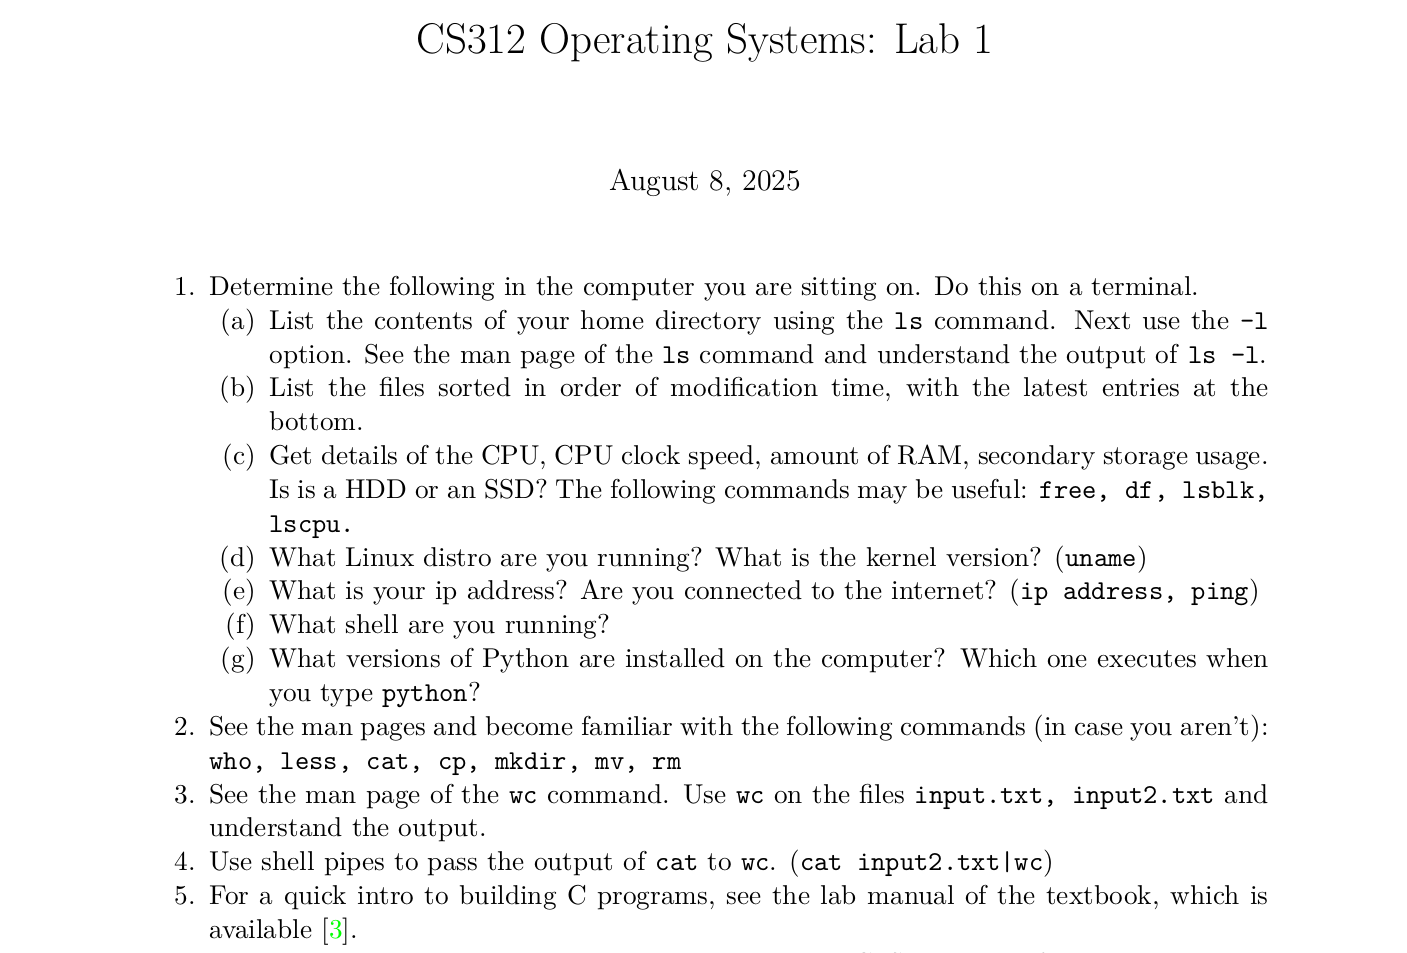 CS312 Operating Systems: Lab 1
August 8, 2025
1. Determine the following in the computer you are sitting on. Do this on a terminal.
(a) List the contents of your home directory using the ls command. Next use the -l
option. See the man page of the ls command and understand the output of ls -l.
(b) List the files sorted in order of modification time, with the latest entries at the
bottom.
(c) Get details of the CPU, CPU clock speed, amount of RAM, secondary storage usage.
Is is a HDD or an SSD? The following commands may be useful: free, df, lsblk,
lscpu.
(d) What Linux distro are you running? What is the kernel version? (uname)
(e) What is your ip address? Are you connected to the internet? (ip address, ping)
(f) What shell are you running?
(g) What versions of Python are installed on the computer? Which one executes when
you type python?
2. See the man pages and become familiar with the following commands (in case you aren't):
who, less, cat, cp, mkdir, mv, rm
3. See the man page of the wc command. Use wc on the files input.txt, input2.txt and
understand the output.
4. Use shell pipes to pass the output of cat to wc. (cat input2.txt|wc)
5. For a quick intro to building C programs, see the lab manual of the textbook, which is
available [3].